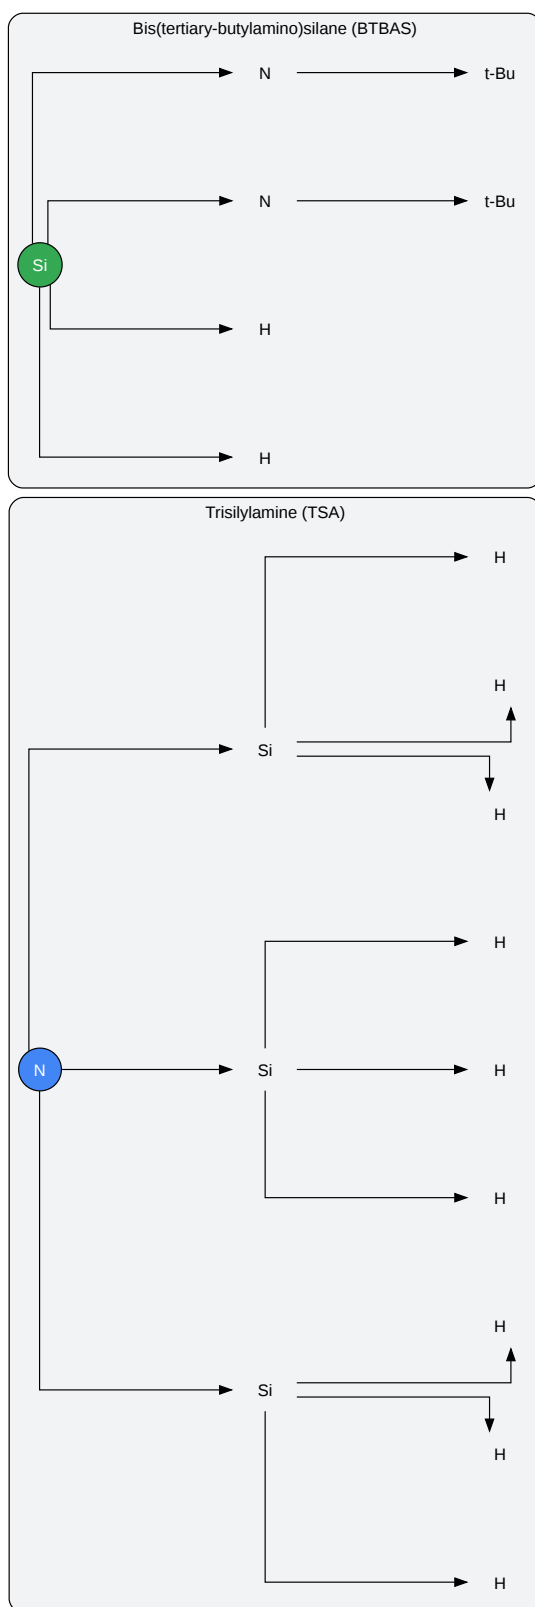 Bis(tertiary-butylamino)silane (BTBAS)
N t-Bu
N t-Bu
Si
H
H
Trisilylamine (TSA)
H
H
Si
H
H
N Si H
H
H
Si
H
H